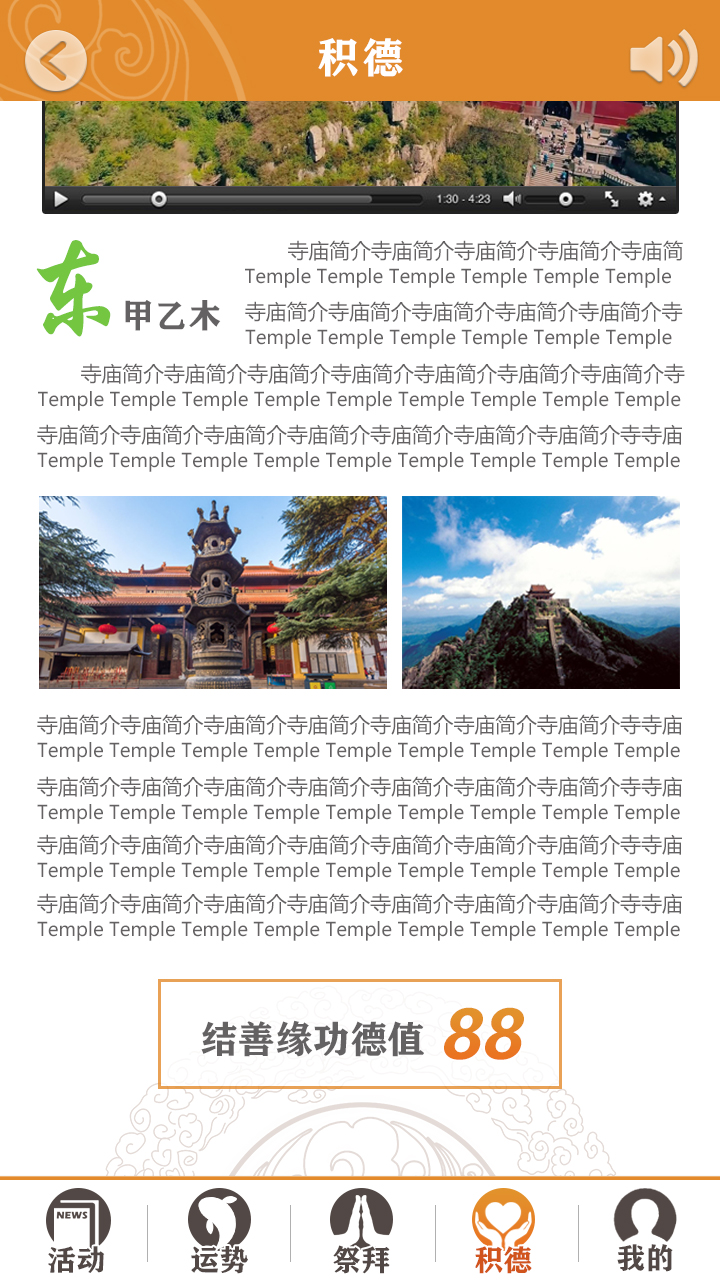 积德
1:30 - 4:23
寺庙简介寺庙简介寺庙简介寺庙简介寺庙简
Temple Temple Temple Temple Temple Temple
东 甲乙木
寺庙简介寺庙简介寺庙简介寺庙简介寺庙简介寺
Temple Temple Temple Temple Temple Temple
寺庙简介寺庙简介寺庙简介寺庙简介寺庙简介寺庙简介寺庙简介寺
Temple Temple Temple Temple Temple Temple Temple Temple Temple
寺庙简介寺庙简介寺庙简介寺庙简介寺庙简介寺庙简介寺庙简介寺寺庙
Temple Temple Temple Temple Temple Temple Temple Temple Temple
寺庙简介寺庙简介寺庙简介寺庙简介寺庙简介寺庙简介寺庙简介寺寺庙
Temple Temple Temple Temple Temple Temple Temple Temple Temple
寺庙简介寺庙简介寺庙简介寺庙简介寺庙简介寺庙简介寺庙简介寺寺庙
Temple Temple Temple Temple Temple Temple Temple Temple Temple
寺庙简介寺庙简介寺庙简介寺庙简介寺庙简介寺庙简介寺庙简介寺寺庙
Temple Temple Temple Temple Temple Temple Temple Temple Temple
寺庙简介寺庙简介寺庙简介寺庙简介寺庙简介寺庙简介寺庙简介寺寺庙
Temple Temple Temple Temple Temple Temple Temple Temple Temple
结善缘功德值 88
NEWS
活动 运势 祭拜 积德 我的